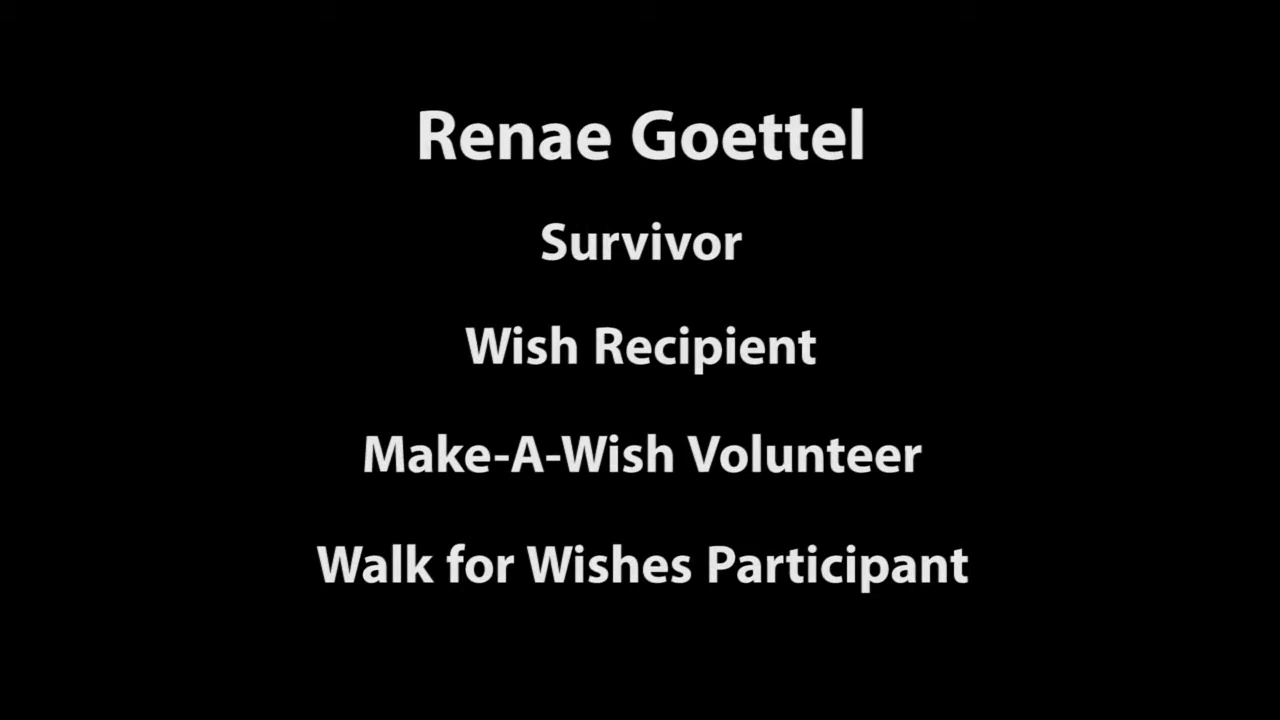 Renae Goettel
Survivor
Wish Recipient
Make-A-Wish Volunteer
Walk for Wishes Participant